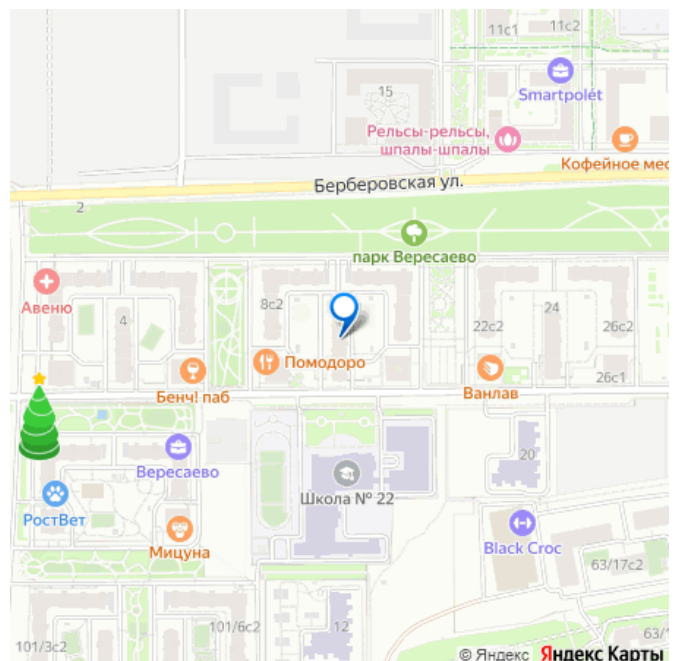 11с1
11с2
15
Smartpolét
Рельсы-рельсы,
шпалы-шпалы
Кофейное мес
Берберовская ул.
2
парк Вересаево
Авеню
4
8с2
22с2
24
26с2
Помодоро
Бенч! паб
Ванлав
26с1
Вересаево
20
Школа № 22
РостВет
Мицуна
Black Croc
63/17с2
101/3с2
101/6с2
12
63/
© Яндекс Яндекс Карты